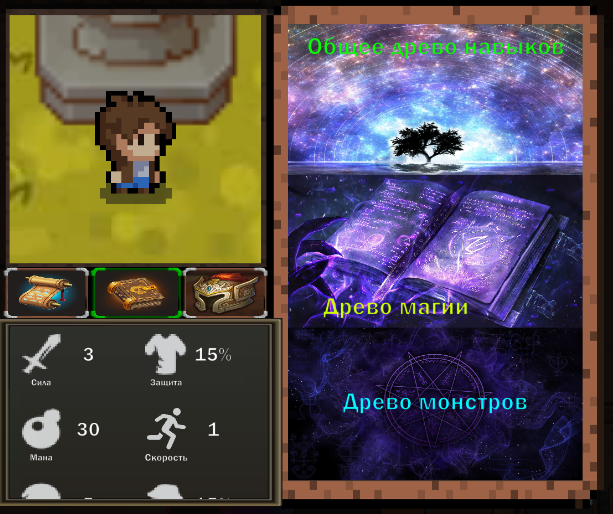 Общее древо навыков
Древо магии
Древо монстров
3
15%
Сила
Защита
30
1
Мана
Скорость